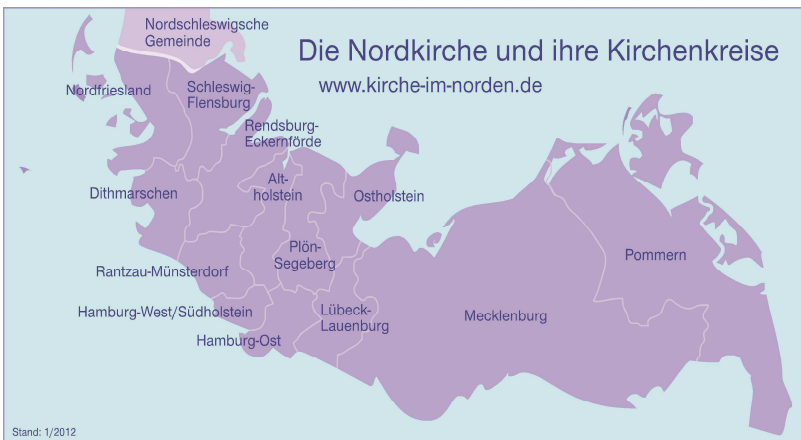 Nordschleswigsche
Gemeinde
Die Nordkirche und ihre Kirchenkreise
www.kirche-im-norden.de
Nordfriesland
Schleswig-
Flensburg
Rendsburg-
Eckernförde
Dithmarschen
Alt-
holstein
Ostholstein
Plön-
Segeberg
Pommern
Rantzau-Münsterdorf
Hamburg-West/Südholstein
Lübeck-
Lauenburg
Mecklenburg
Hamburg-Ost
Stand: 1/2012